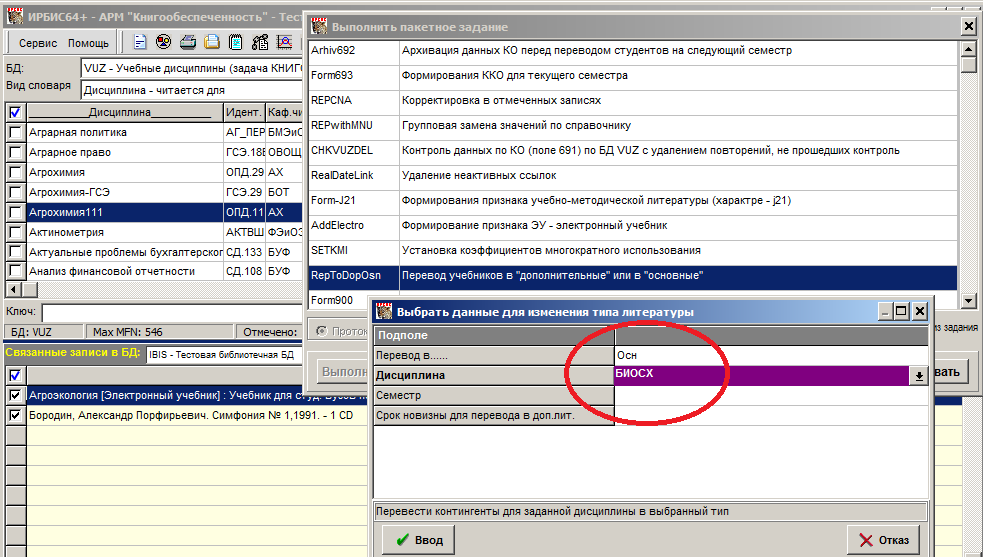 ИРБИС64+ - АРМ "Книгообеспеченность" - Тест
Сервис Помощь
БД: VUZ - Учебные дисциплины (задача КНИГО
Вид словаря Дисциплина - читается для
Дисциплина Идент. Каф.чи
Аграрная политика АГ_ПЕР БМЭиС
Аграрное право ГСЭ.18Е ОВОЩ
Агрохимия ОПД.29 АХ
Агрохимия-ГСЭ ГСЭ.29 БОТ
Агрохимия111 ОПД.11 АХ
Актинометрия АКТВШ ФЭиОЗ
Актуальные проблемы бухгалтерског СД.133 БУФ
Анализ финансовой отчетности СД.108 БУФ
Ключ:
БД: VUZ Max MFN: 546 Отмечено:
Связанные записи в БД: IBIS - Тестовая библиотечная БД
Агроэкология [Электронный учебник] : Учебник для студ.
Бородин, Александр Порфирьевич. Симфония № 1,1991. - 1 CD
Выполнить пакетное задание
Arhiv692 Архивация данных КО перед переводом студентов на следующий семестр
Form693 Формирования ККО для текущего семестра
REPCNA Корректировка в отмеченных записях
REPwithMNU Групповая замена значений по справочнику
CHKVUZDEL Контроль данных по КО (поле 691) по БД VUZ с удалением повторений, не прошедших контроль
RealDateLink Удаление неактивных ссылок
Form-J21 Формирования признака учебно-методической литературы (характре - j21)
AddElectro Формирование признака ЭУ - электронный учебник
SETKMI Установка коэффициентов многократного использования
RepToDopOsn Перевод учебников в "дополнительные" или в "основные"
Form900
Проток
из задания
Выполн
вать
Выбрать данные для изменения типа литературы
Подполе
Перевод в...... Осн
Дисциплина БИОСХ
Семестр
Срок новизны для перевода в доп.лит.
Перевести контингенты для заданной дисциплины в выбранный тип
Ввод Отказ